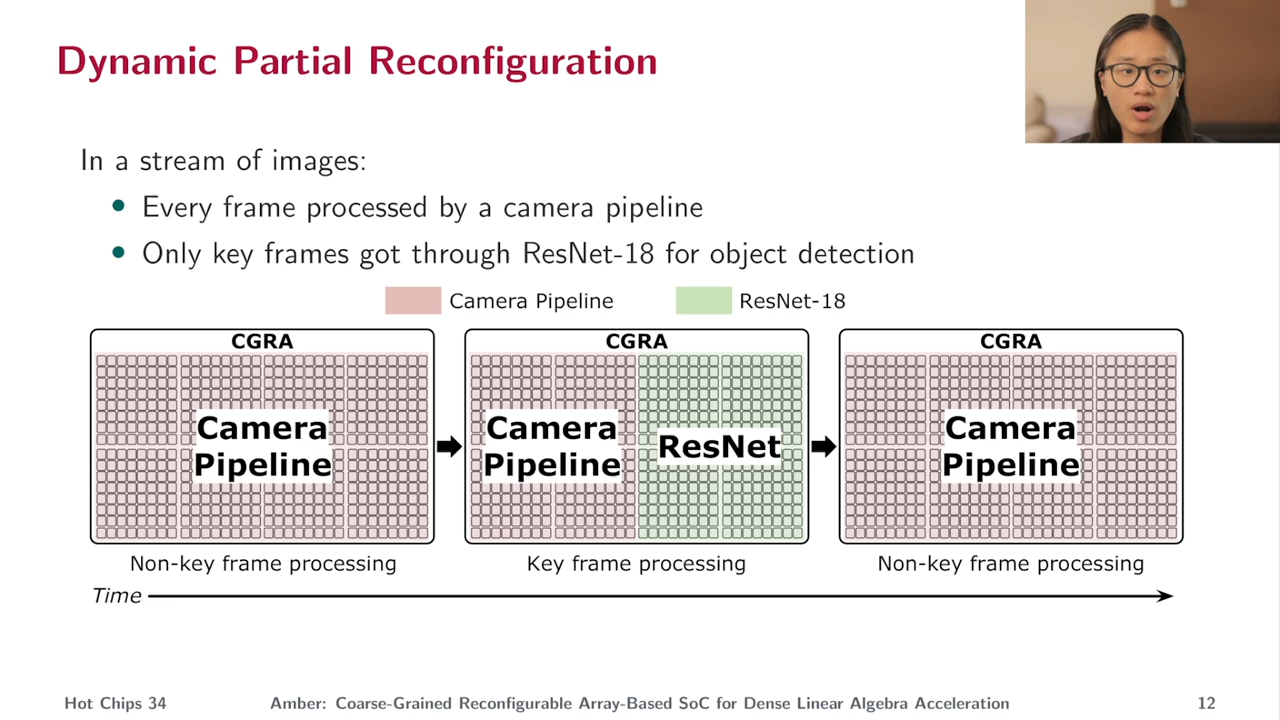 Dynamic Partial Reconfiguration
In a stream of images:
• Every frame processed by a camera pipeline
• Only key frames got through ResNet-18 for object detection
Camera Pipeline
ResNet-18
CGRA
Camera
Pipeline
Non-key frame processing
CGRA
Camera
Pipeline
ResNet
Key frame processing
CGRA
Camera
Pipeline
Non-key frame processing
Time
Hot Chips 34
Amber: Coarse-Grained Reconfigurable Array-Based SoC for Dense Linear Algebra Acceleration
12